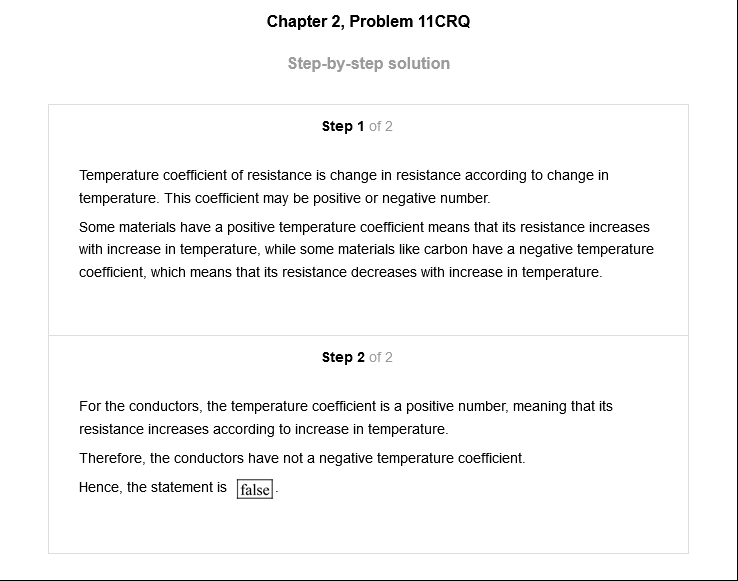 Chapter 2, Problem 11CRQ
Step-by-step solution
Step 1 of 2
Temperature coefficient of resistance is change in resistance according to change in
temperature. This coefficient may be positive or negative number.
Some materials have a positive temperature coefficient means that its resistance increases
with increase in temperature, while some materials like carbon have a negative temperature
coefficient, which means that its resistance decreases with increase in temperature.
Step 2 of 2
For the conductors, the temperature coefficient is a positive number, meaning that its
resistance increases according to increase in temperature.
Therefore, the conductors have not a negative temperature coefficient.
Hence, the statement is false.